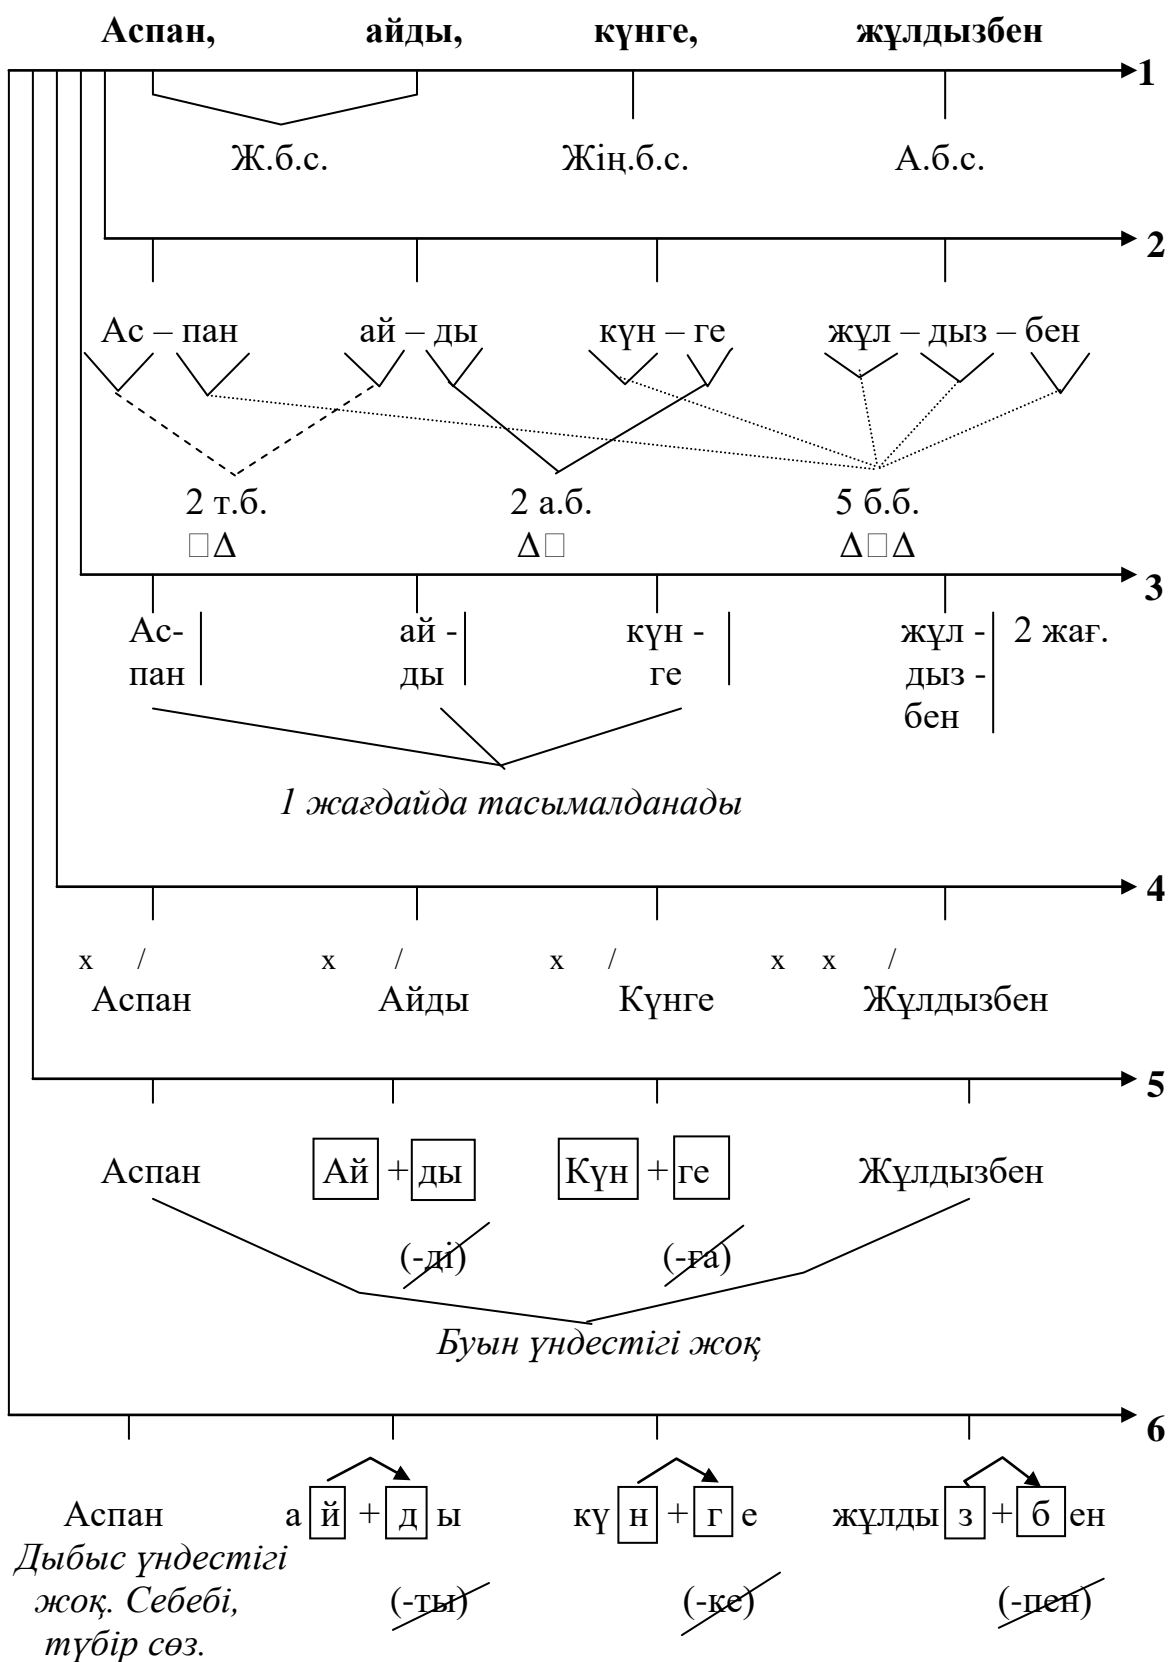 Аспан, айды, күнге, жұлдызбен
1
Ж.б.с. Жің.б.с. А.б.с.
2
Ас – пан ай – ды күн – ге жұл – дыз – бен
2 т.б. 2 а.б. 5 б.б.
□Δ Δ□ Δ□Δ
3
Ас- ай - күн - жұл - 2 жағ.
пан ды ге дыз -
бен
1 жағдайда тасымалданады
4
х / х / х / х х /
Аспан Айды Күнге Жұлдызбен
5
Аспан Ай + ды Күн + ге Жұлдызбен
(-ді) (-ға)
Буын үндестігі жоқ
6
Аспан а й + д ы кү н + г е жұлды з + б ен
Дыбыс үндестігі
жоқ. Себебі, (-ты) (-ке) (-пен)
түбір сөз.